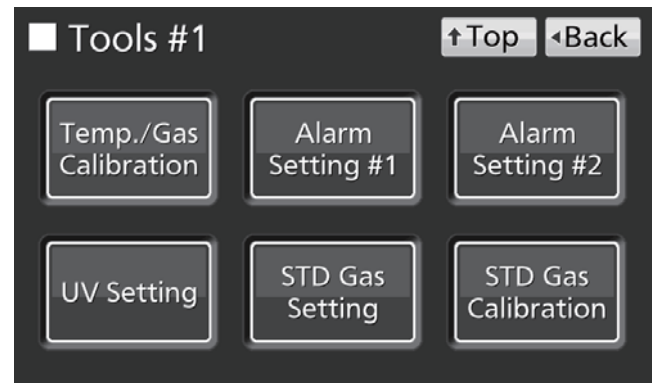 Tools #1
Top
Back
Temp./Gas
Calibration
Alarm
Setting #1
Alarm
Setting #2
UV Setting
STD Gas
Setting
STD Gas
Calibration